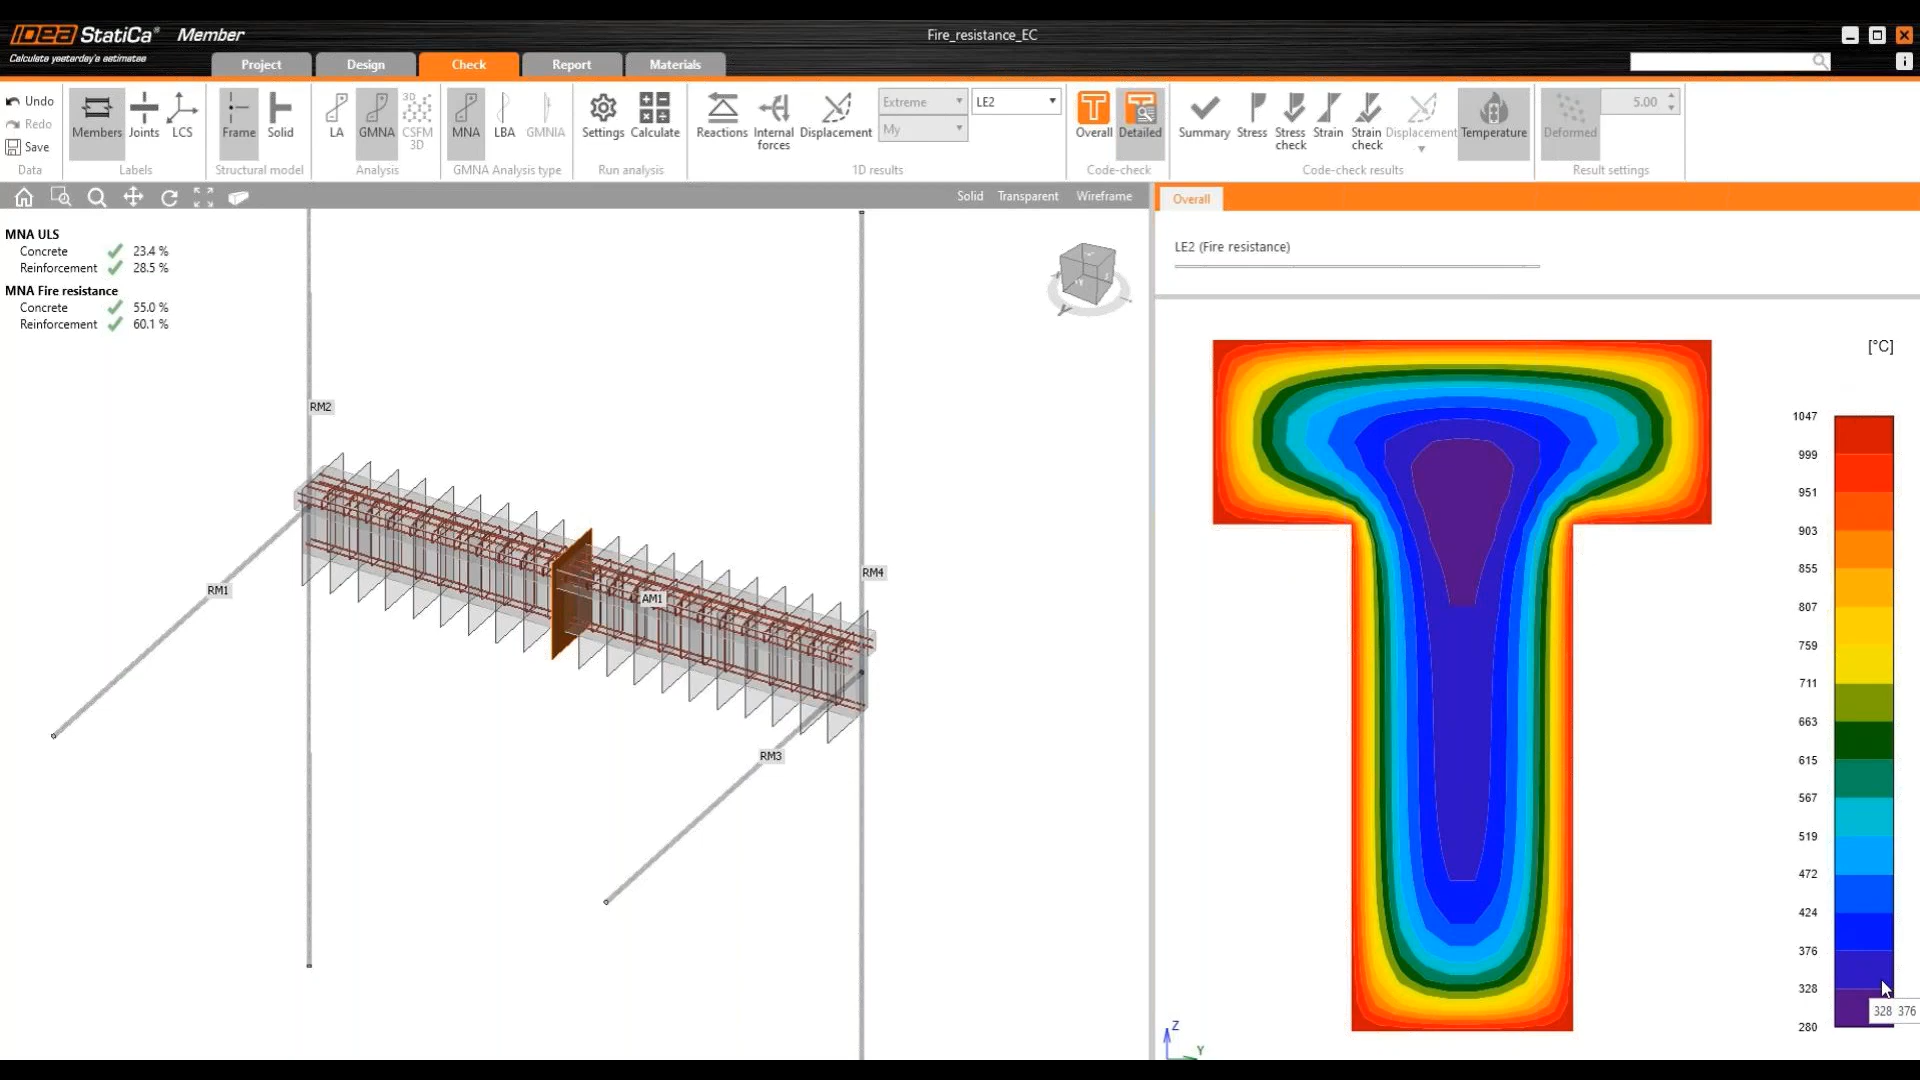 IDEA StatiCa® Member
Calculate yesterday's estimates
Fire_resistance_EC
Project Design Check Report Materials
Undo
Redo
Save
Members Joints LCS
Frame Solid
LA GMNA 3D CSFM 3D
MNA LBA GMNIA
Settings Calculate
Reactions Internal forces Displacement
Extreme LE2
My
Overall Detailed
Summary Stress Stress check Strain Strain check Displacement Temperature
Deformed 5.00
Data Labels Structural model Analysis GMNA Analysis type Run analysis 1D results Code-check Code-check results Result settings
Solid Transparent Wireframe
Overall
MNA ULS
Concrete 23.4 %
Reinforcement 28.5 %
MNA Fire resistance
Concrete 55.0 %
Reinforcement 60.1 %
RM2
RM4
RM1
AM1
RM3
LE2 (Fire resistance)
[°C]
1047
999
951
903
855
807
759
711
663
615
567
519
472
424
376
328
280
328 376
Z
Y